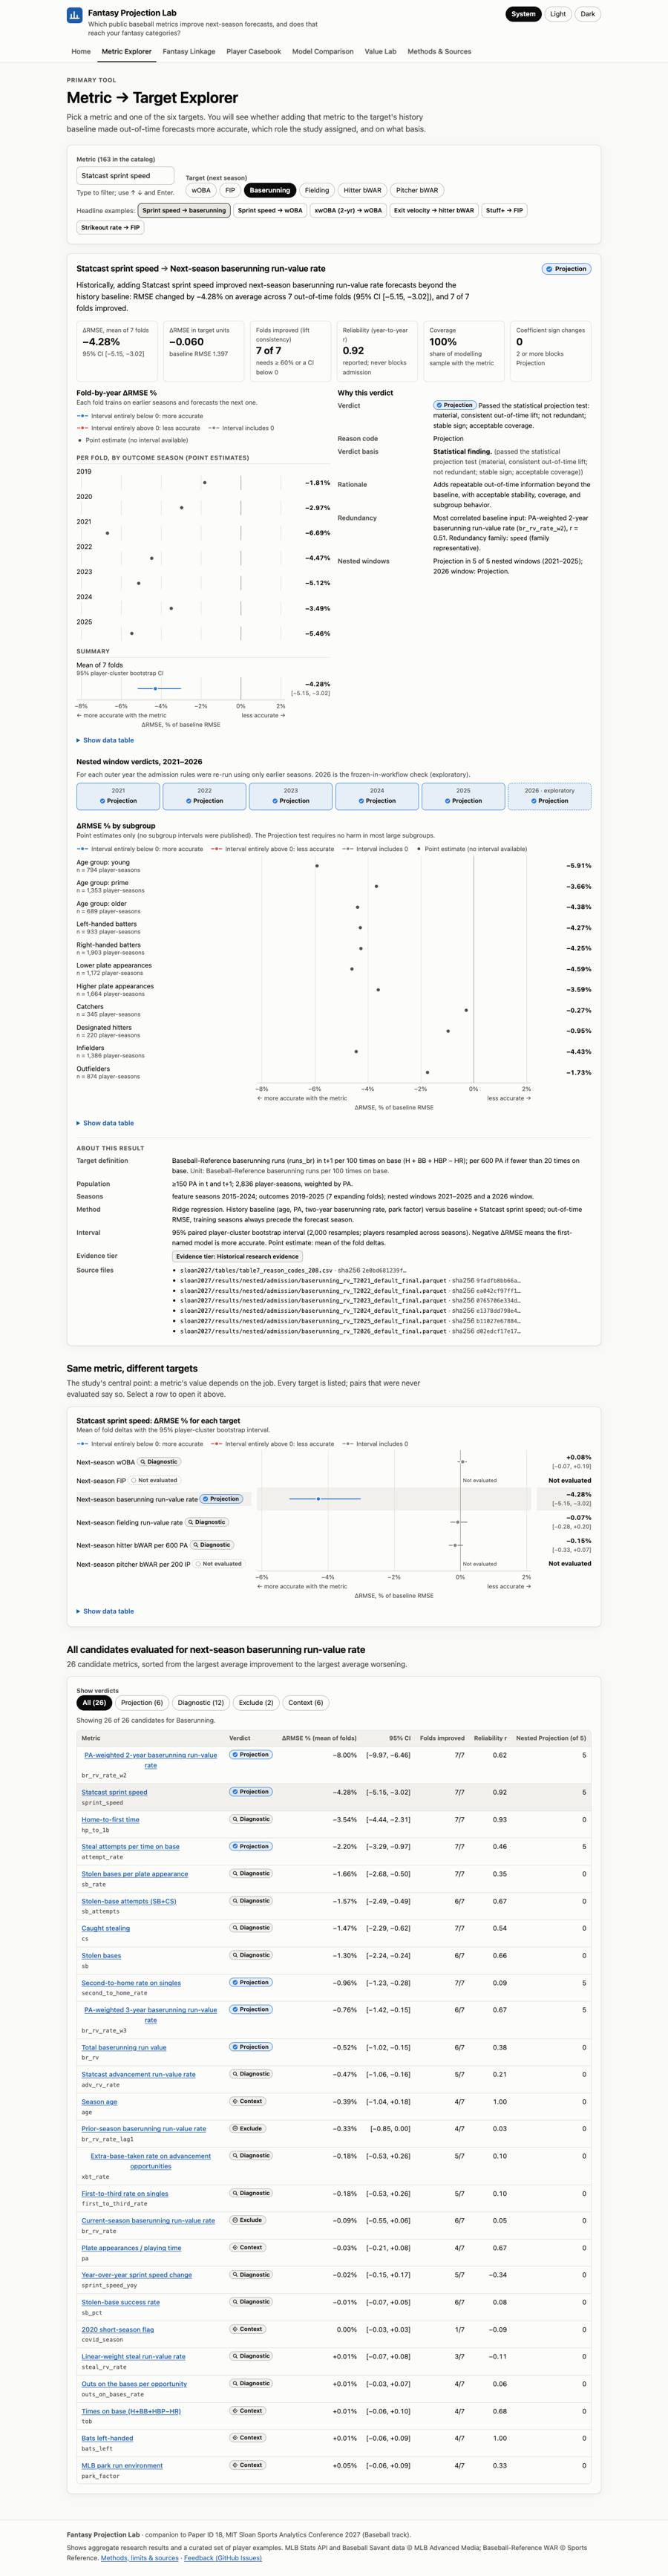 Fantasy Projection Lab
Which public baseball metrics improve next-season forecasts, and does that
reach your fantasy categories?
System Light Dark
Home Metric Explorer Fantasy Linkage Player Casebook Model Comparison Value Lab Methods & Sources
PRIMARY TOOL
Metric → Target Explorer
Pick a metric and one of the six targets. You will see whether adding that metric to the target's history
baseline made out-of-time forecasts more accurate, which role the study assigned, and on what basis.
Metric (163 in the catalog)
Statcast sprint speed
Type to filter; use ↑ ↓ and Enter.
Target (next season)
wOBA FIP Baserunning Fielding Hitter bWAR Pitcher bWAR
Headline examples: Sprint speed → baserunning Sprint speed → wOBA xwOBA (2-yr) → wOBA Exit velocity → hitter bWAR Stuff+ → FIP
Strikeout rate → FIP
Statcast sprint speed → Next-season baserunning run-value rate
Projection
Historically, adding Statcast sprint speed improved next-season baserunning run-value rate forecasts beyond the
history baseline: RMSE changed by −4.28% on average across 7 out-of-time folds (95% CI [−5.15, −3.02]), and 7 of 7
folds improved.
ΔRMSE, mean of 7 folds
−4.28%
95% CI [−5.15, −3.02]
ΔRMSE in target units
−0.060
baseline RMSE 1.397
Folds improved (lift
consistency)
7 of 7
needs ≥ 60% or a CI
below 0
Reliability (year-to-year
r)
0.92
reported; never blocks
admission
Coverage
100%
share of modelling
sample with the metric
Coefficient sign changes
0
2 or more blocks
Projection
Fold-by-year ΔRMSE %
Each fold trains on earlier seasons and forecasts the next one.
Interval entirely below 0: more accurate
Interval entirely above 0: less accurate Interval includes 0
Point estimate (no interval available)
PER FOLD, BY OUTCOME SEASON (POINT ESTIMATES)
2019
−1.81%
2020
−2.97%
2021
−6.69%
2022
−4.47%
2023
−5.12%
2024
−3.49%
2025
−5.46%
SUMMARY
Mean of 7 folds
95% player-cluster bootstrap CI
−4.28%
[−5.15, −3.02]
−8% −6% −4% −2% 0% 2%
← more accurate with the metric less accurate →
ΔRMSE, % of baseline RMSE
▶ Show data table
Why this verdict
Verdict
Projection Passed the statistical projection test:
material, consistent out-of-time lift; not redundant;
stable sign; acceptable coverage.
Reason code
Projection
Verdict basis
Statistical finding. (passed the statistical
projection test (material, consistent out-of-time lift;
not redundant; stable sign; acceptable coverage))
Rationale
Adds repeatable out-of-time information beyond the
baseline, with acceptable stability, coverage, and
subgroup behavior.
Redundancy
Most correlated baseline input: PA-weighted 2-year
baserunning run-value rate (br_rv_rate_w2), r =
0.51. Redundancy family: speed (family
representative).
Nested windows
Projection in 5 of 5 nested windows (2021–2025);
2026 window: Projection.
Nested window verdicts, 2021–2026
For each outer year the admission rules were re-run using only earlier seasons. 2026 is the frozen-in-workflow check (exploratory).
2021 2022 2023 2024 2025 2026 · exploratory
Projection Projection Projection Projection Projection Projection
ΔRMSE % by subgroup
Point estimates only (no subgroup intervals were published). The Projection test requires no harm in most large subgroups.
Interval entirely below 0: more accurate Interval entirely above 0: less accurate Interval includes 0 Point estimate (no interval available)
Age group: young
n = 794 player-seasons
−5.91%
Age group: prime
n = 1,353 player-seasons
−3.66%
Age group: older
n = 689 player-seasons
−4.38%
Left-handed batters
n = 933 player-seasons
−4.27%
Right-handed batters
n = 1,903 player-seasons
−4.25%
Lower plate appearances
n = 1,172 player-seasons
−4.59%
Higher plate appearances
n = 1,664 player-seasons
−3.59%
Catchers
n = 345 player-seasons
−0.27%
Designated hitters
n = 220 player-seasons
−0.95%
Infielders
n = 1,386 player-seasons
−4.43%
Outfielders
n = 874 player-seasons
−1.73%
−8% −6% −4% −2% 0% 2%
← more accurate with the metric less accurate →
ΔRMSE, % of baseline RMSE
▶ Show data table
ABOUT THIS RESULT
Target definition
Baseball-Reference baserunning runs (runs_br) in t+1 per 100 times on base (H + BB + HBP − HR); per 600 PA if fewer than 20 times on
base. Unit: Baseball-Reference baserunning runs per 100 times on base.
Population
≥150 PA in t and t+1; 2,836 player-seasons, weighted by PA.
Seasons
feature seasons 2015-2024; outcomes 2019-2025 (7 expanding folds); nested windows 2021–2025 and a 2026 window.
Method
Ridge regression. History baseline (age, PA, two-year baserunning rate, park factor) versus baseline + Statcast sprint speed; out-of-time
RMSE, training seasons always precede the forecast season.
Interval
95% paired player-cluster bootstrap interval (2,000 resamples; players resampled across seasons). Negative ΔRMSE means the first-
named model is more accurate. Point estimate: mean of the fold deltas.
Evidence tier
Evidence tier: Historical research evidence
Source files
• sloan2027/tables/table7_reason_codes_208.csv · sha256 2e0bd681239f…
• sloan2027/results/nested/admission/baserunning_rv_T2021_default_final.parquet · sha256 9fadfb8bb66a…
• sloan2027/results/nested/admission/baserunning_rv_T2022_default_final.parquet · sha256 ea042cf97ff1…
• sloan2027/results/nested/admission/baserunning_rv_T2023_default_final.parquet · sha256 0765706e334d…
• sloan2027/results/nested/admission/baserunning_rv_T2024_default_final.parquet · sha256 e1378dd798e4…
• sloan2027/results/nested/admission/baserunning_rv_T2025_default_final.parquet · sha256 b11027e67884…
• sloan2027/results/nested/admission/baserunning_rv_T2026_default_final.parquet · sha256 d02edcf17e17…
Same metric, different targets
The study's central point: a metric's value depends on the job. Every target is listed; pairs that were never
evaluated say so. Select a row to open it above.
Statcast sprint speed: ΔRMSE % for each target
Mean of fold deltas with the 95% player-cluster bootstrap interval.
Interval entirely below 0: more accurate Interval entirely above 0: less accurate Interval includes 0
Next-season wOBA Diagnostic
+0.08%
[−0.07, +0.19]
Next-season FIP Not evaluated Not evaluated Not evaluated
Next-season baserunning run-value rate Projection
−4.28%
[−5.15, −3.02]
Next-season fielding run-value rate Diagnostic
−0.07%
[−0.28, +0.20]
Next-season hitter bWAR per 600 PA Diagnostic
−0.15%
[−0.33, +0.07]
Next-season pitcher bWAR per 200 IP Not evaluated Not evaluated Not evaluated
−6% −4% −2% 0% 2%
← more accurate with the metric less accurate →
ΔRMSE, % of baseline RMSE
▶ Show data table
All candidates evaluated for next-season baserunning run-value rate
26 candidate metrics, sorted from the largest average improvement to the largest average worsening.
Show verdicts
All (26) Projection (6) Diagnostic (12) Exclude (2) Context (6)
Showing 26 of 26 candidates for Baserunning.
Metric Verdict ΔRMSE % (mean of folds) 95% CI Folds improved Reliability r Nested Projection (of 5)
PA-weighted 2-year baserunning run-value
rate
br_rv_rate_w2
Projection −8.00% [−9.97, −6.46] 7/7 0.62 5
Statcast sprint speed
sprint_speed
Projection −4.28% [−5.15, −3.02] 7/7 0.92 5
Home-to-first time
hp_to_1b
Diagnostic −3.54% [−4.44, −2.31] 7/7 0.93 0
Steal attempts per time on base
attempt_rate
Projection −2.20% [−3.29, −0.97] 7/7 0.46 5
Stolen bases per plate appearance
sb_rate
Diagnostic −1.66% [−2.68, −0.50] 7/7 0.35 0
Stolen-base attempts (SB+CS)
sb_attempts
Diagnostic −1.57% [−2.49, −0.49] 6/7 0.67 0
Caught stealing
cs
Diagnostic −1.47% [−2.29, −0.62] 7/7 0.54 0
Stolen bases
sb
Diagnostic −1.30% [−2.24, −0.24] 6/7 0.66 0
Second-to-home rate on singles
second_to_home_rate
Projection −0.96% [−1.23, −0.28] 7/7 0.09 5
PA-weighted 3-year baserunning run-value
rate
br_rv_rate_w3
Projection −0.76% [−1.42, −0.15] 6/7 0.67 5
Total baserunning run value
br_rv
Projection −0.52% [−1.02, −0.15] 6/7 0.38 0
Statcast advancement run-value rate
adv_rv_rate
Diagnostic −0.47% [−1.06, −0.16] 5/7 0.21 0
Season age
age
Context −0.39% [−1.04, +0.18] 4/7 1.00 0
Prior-season baserunning run-value rate
br_rv_rate_lag1
Exclude −0.33% [−0.85, 0.00] 4/7 0.03 0
Extra-base-taken rate on advancement
opportunities
xbt_rate
Diagnostic −0.18% [−0.53, +0.26] 5/7 0.10 0
First-to-third rate on singles
first_to_third_rate
Diagnostic −0.18% [−0.53, +0.26] 5/7 0.10 0
Current-season baserunning run-value rate
br_rv_rate
Exclude −0.09% [−0.55, +0.06] 6/7 0.05 0
Plate appearances / playing time
pa
Context −0.03% [−0.21, +0.08] 4/7 0.67 0
Year-over-year sprint speed change
sprint_speed_yoy
Diagnostic −0.02% [−0.15, +0.17] 5/7 −0.34 0
Stolen-base success rate
sb_pct
Diagnostic −0.01% [−0.07, +0.05] 6/7 0.08 0
2020 short-season flag
covid_season
Context 0.00% [−0.03, +0.03] 1/7 −0.09 0
Linear-weight steal run-value rate
steal_rv_rate
Diagnostic +0.01% [−0.07, +0.08] 3/7 −0.11 0
Outs on the bases per opportunity
outs_on_bases_rate
Diagnostic +0.01% [−0.03, +0.07] 4/7 0.06 0
Times on base (H+BB+HBP−HR)
tob
Context +0.01% [−0.06, +0.10] 4/7 0.68 0
Bats left-handed
bats_left
Context +0.01% [−0.06, +0.09] 4/7 1.00 0
MLB park run environment
park_factor
Context +0.05% [−0.06, +0.09] 4/7 0.33 0
Fantasy Projection Lab · companion to Paper ID 18, MIT Sloan Sports Analytics Conference 2027 (Baseball track).
Shows aggregate research results and a curated set of player examples. MLB Stats API and Baseball Savant data © MLB Advanced Media; Baseball-Reference WAR © Sports
Reference. Methods, limits & sources · Feedback (GitHub Issues)